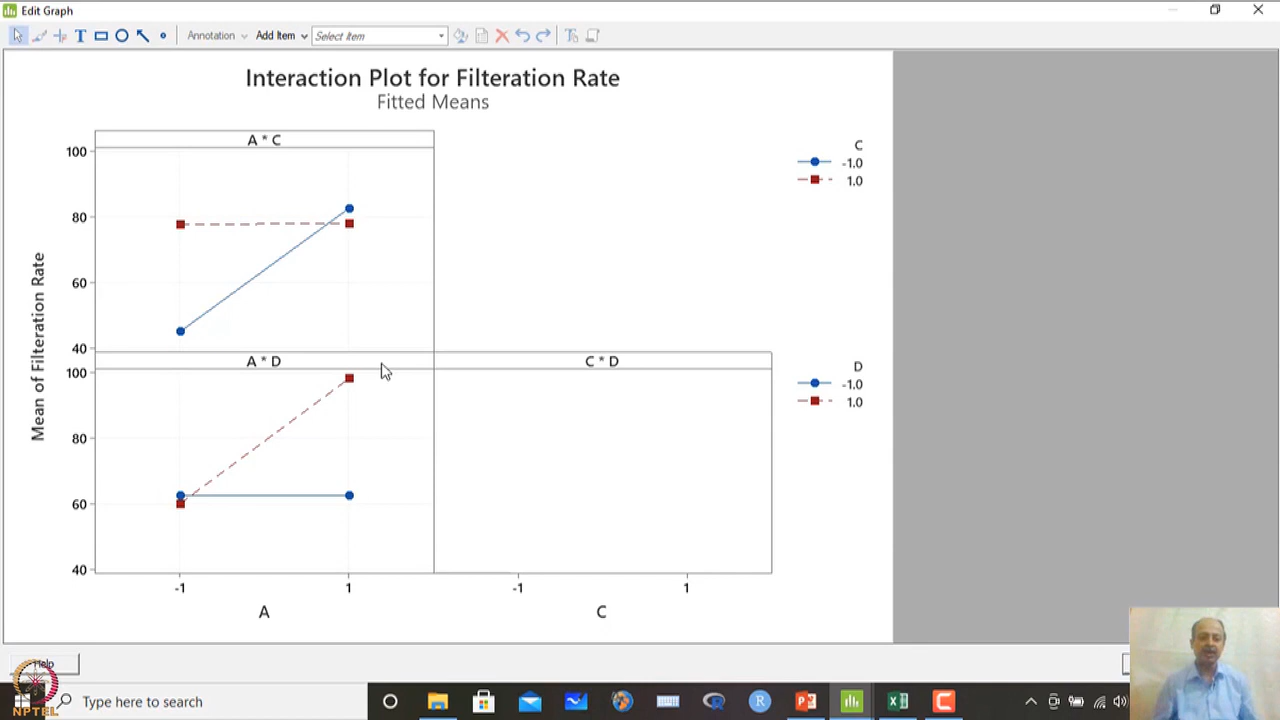 Edit Graph
T Annotation Add Item Select Item
Interaction Plot for Filteration Rate
Fitted Means
A * C
100
80
60
40
C
-1.0
1.0
Mean of Filteration Rate
A * D
C * D
100
80
60
40
D
-1.0
1.0
-1 1 -1 1
A C
Help
NPTEL
Type here to search